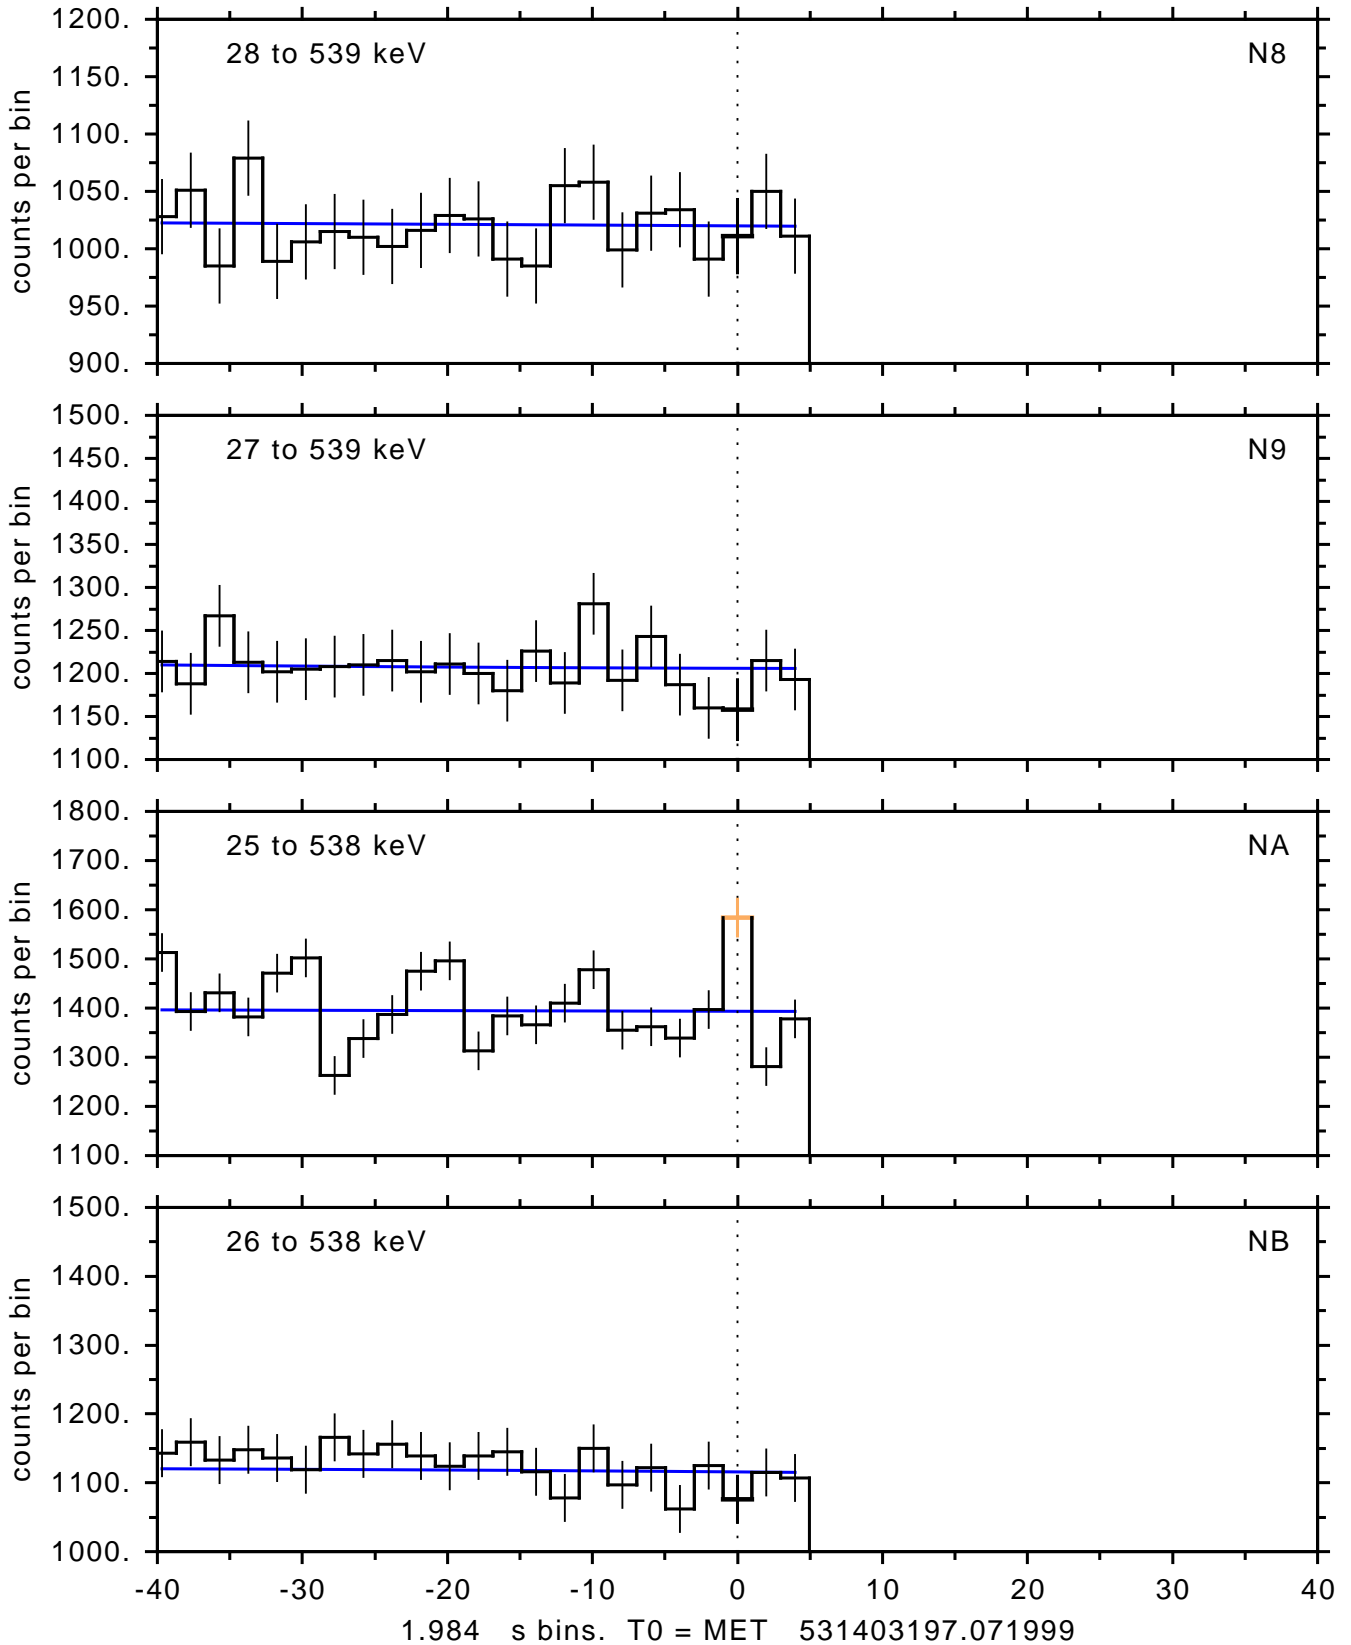 1200.
28 to 539 keV
N8
1150.
1100.
1050.
1000.
950.
900.
counts per bin
1500.
27 to 539 keV
N9
1450.
1400.
1350.
1300.
1250.
1200.
1150.
1100.
counts per bin
1800.
25 to 538 keV
NA
1700.
1600.
1500.
1400.
1300.
1200.
1100.
counts per bin
1500.
26 to 538 keV
NB
1400.
1300.
1200.
1100.
1000.
counts per bin
-40 -30 -20 -10 0 10 20 30 40
1.984 s bins. T0 = MET 531403197.071999